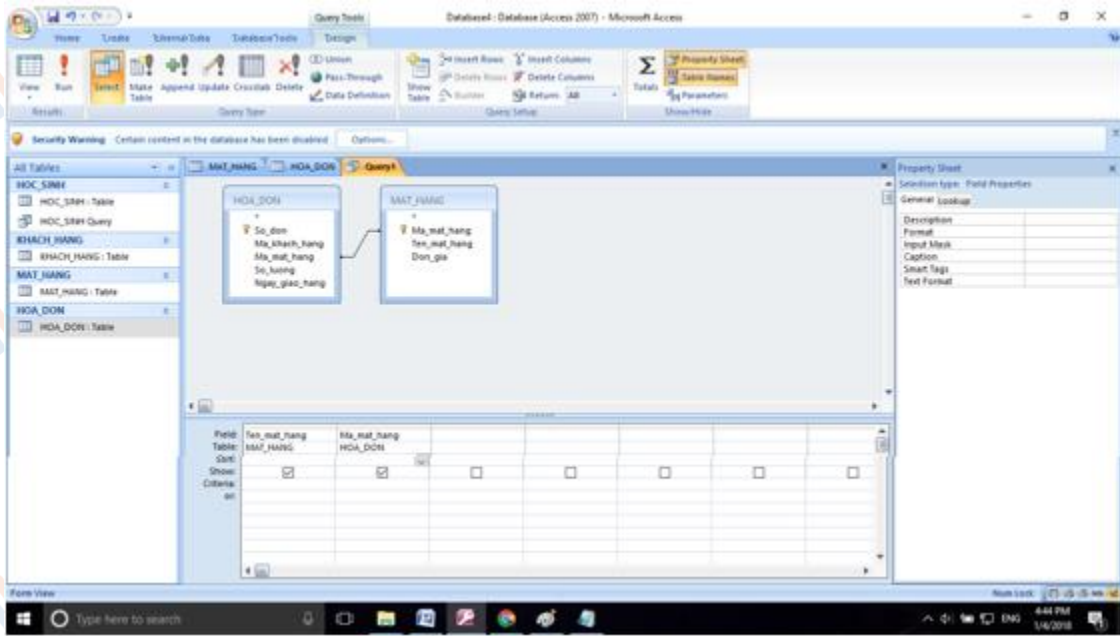 Query Tools
Database4 : Database (Access 2007) - Microsoft Access
Home Create External Data Database Tools Design
View
Run
Select
Make Table
Append
Update
Crosstab
Delete
Union
Pass-Through
Data Definition
Show Table
Insert Rows
Delete Rows
Builder
Insert Columns
Delete Columns
Return: All
Totals
Property Sheet
Table Names
Parameters
Results
Query Type
Query Setup
Show/Hide
Security Warning Certain content in the database has been disabled Options...
All Tables
HOC_SINH
HOC_SINH : Table
HOC_SINH Query
KHACH_HANG
KHACH_HANG : Table
MAT_HANG
MAT_HANG : Table
HOA_DON
HOA_DON : Table
MAT_HANG HOA_DON Query1
HOA_DON
*
So_don
Ma_khach_hang
Ma_mat_hang
So_luong
Ngay_giao_hang
MAT_HANG
*
Ma_mat_hang
Ten_mat_hang
Don_gia
Field: Ten_mat_hang Ma_mat_hang
Table: MAT_HANG HOA_DON
Sort:
Show:
Criteria:
or:
Property Sheet
Selection type: Field Properties
General Lookup
Description
Format
Input Mask
Caption
Smart Tags
Text Format
Form View
Num Lock
Type here to search
ENG
4:44 PM
1/4/2018